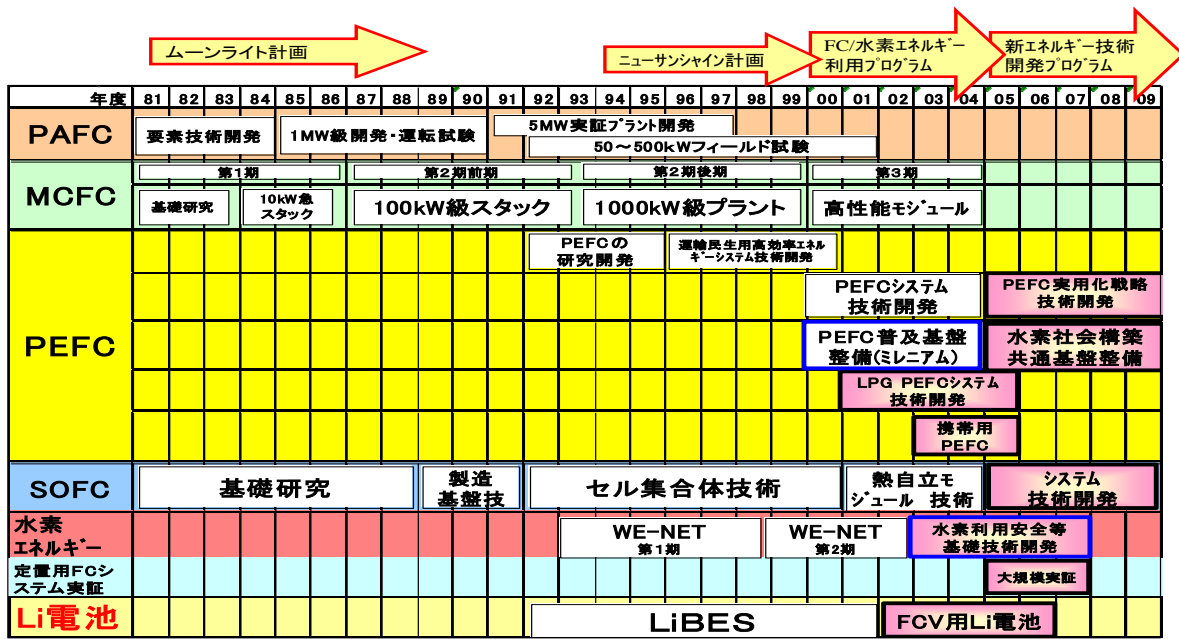 ムーンライト計画
ニューサンシャイン計画
FC/水素エネルギー
利用プログラム
新エネルギー技術
開発プログラム
年度 81 82 83 84 85 86 87 88 89 90 91 92 93 94 95 96 97 98 99 00 01 02 03 04 05 06 07 08 09
PAFC
要素技術開発
1MW級開発・運転試験
5MW実証プラント開発
50~500kWフィールド試験
MCFC
第1期
第2期前期
第2期後期
第3期
基礎研究
10kW急
スタック
100kW級スタック
1000kW級プラント
高性能モジュール
PEFC
PEFCの
研究開発
運輸民生用高効率エネル
ギーシステム技術開発
PEFCシステム
技術開発
PEFC実用化戦略
技術開発
PEFC普及基盤
整備(ミレニアム)
水素社会構築
共通基盤整備
LPG PEFCシステム
技術開発
携帯用
PEFC
SOFC
基礎研究
製造
基盤技
セル集合体技術
熱自立モ
ジュール 技術
システム
技術開発
水素
エネルギー
WE-NET
第1期
WE-NET
第2期
水素利用安全等
基礎技術開発
定置用FCシ
ステム実証
大規模実証
Li電池
LiBES
FCV用Li電池